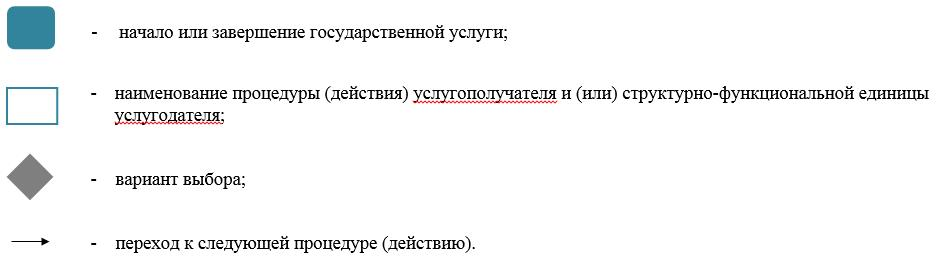 - начало или завершение государственной услуги;
- наименование процедуры (действия) услугополучателя и (или) структурно-функциональной единицы
услугодателя;
- вариант выбора;
- переход к следующей процедуре (действию).